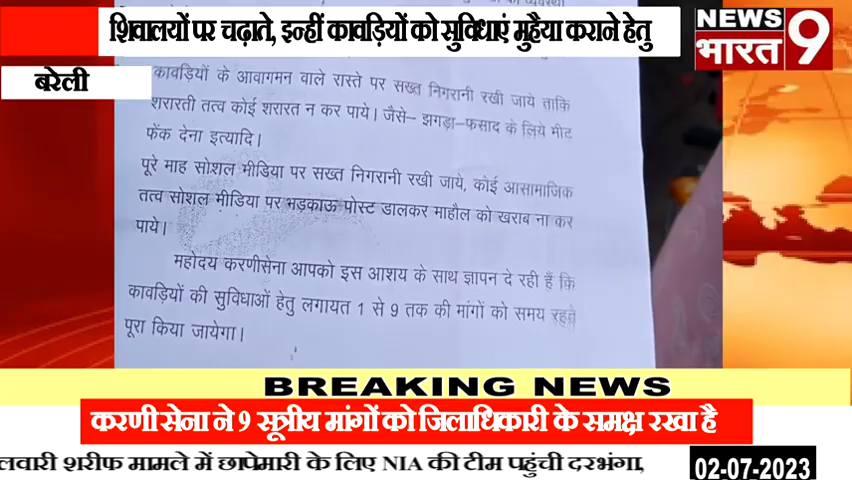 शिवालयों पर चढ़ाते, इन्हीं कावड़ियों को सुविधाएं मुहैया कराने हेतु
NEWS
भारत 9
बरेली
कावड़ियों के आवागमन वाले रास्ते पर सख्त निगरानी रखी जाये ताकि
शरारती तत्व कोई शरारत न कर पाये। जैसे– झगड़ा–फसाद के लिये मीट
फेंक देना इत्यादि।
पूरे माह सोशल मीडिया पर सख्त निगरानी रखी जाये, कोई आसामाजिक
तत्व सोशल मीडिया पर भड़काऊ पोस्ट डालकर माहौल को खराब ना कर
पाये।
महोदय करणीसेना आपको इस आशय के साथ ज्ञापन दे रही हैं कि
कावड़ियों की सुविधाओं हेतु लगायत 1 से 9 तक की मांगों को समय रहते
पूरा किया जायेगा।
BREAKING NEWS
करणी सेना ने 9 सूत्रीय मांगों को जिलाधिकारी के समक्ष रखा है
लवारी शरीफ मामले में छापेमारी के लिए NIA की टीम पहुंची दरभंगा,
02-07-2023